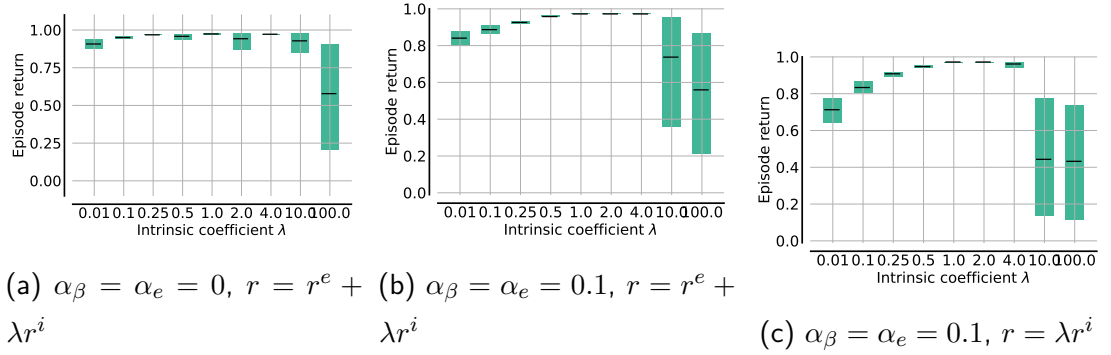 1.00
0.75
0.50
0.25
0.00
Episode return
0.01 0.1 0.25 0.5 1.0 2.0 4.0 10.0 100.0
Intrinsic coefficient λ
(a) α_β = α_e = 0, r = r^e +
λr^i
1.0
0.8
0.6
0.4
0.2
0.0
Episode return
0.01 0.1 0.25 0.5 1.0 2.0 4.0 10.0 100.0
Intrinsic coefficient λ
(b) α_β = α_e = 0.1, r = r^e +
λr^i
1.0
0.8
0.6
0.4
0.2
0.0
Episode return
0.01 0.1 0.25 0.5 1.0 2.0 4.0 10.0 100.0
Intrinsic coefficient λ
(c) α_β = α_e = 0.1, r = λr^i